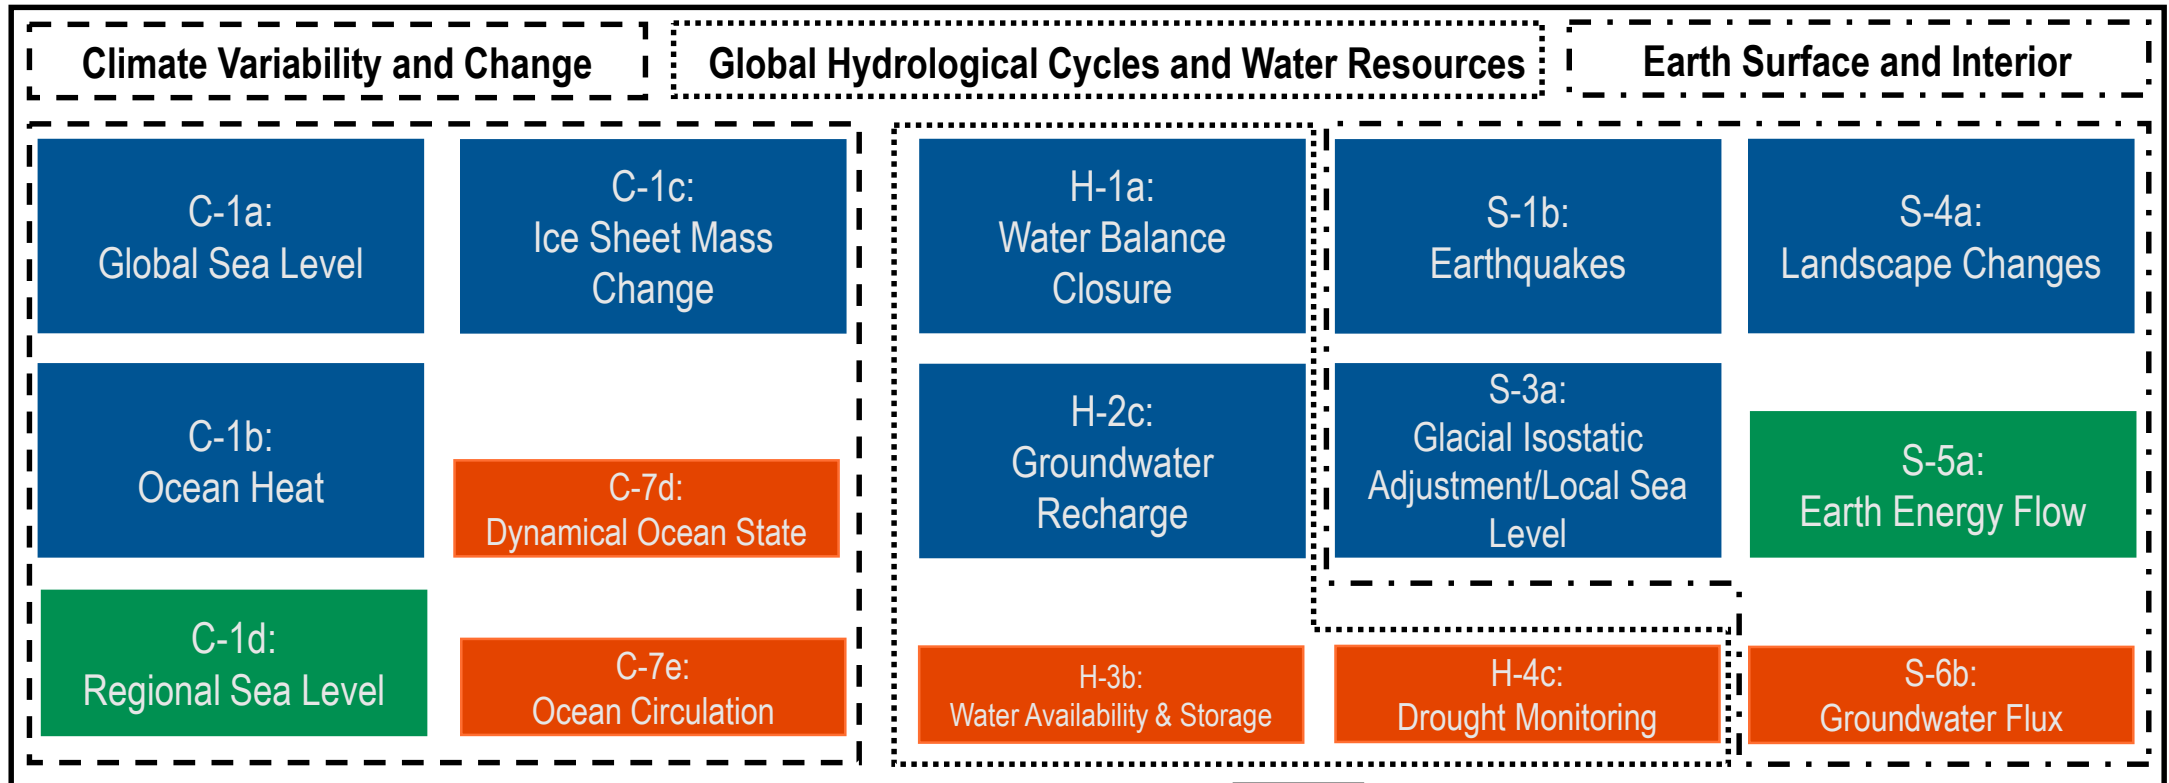 Climate Variability and Change
Global Hydrological Cycles and Water Resources
Earth Surface and Interior
C-1a:
Global Sea Level
C-1c:
Ice Sheet Mass
Change
C-1b:
Ocean Heat
C-7d:
Dynamical Ocean State
C-1d:
Regional Sea Level
C-7e:
Ocean Circulation
H-1a:
Water Balance
Closure
H-2c:
Groundwater
Recharge
H-3b:
Water Availability & Storage
H-4c:
Drought Monitoring
S-1b:
Earthquakes
S-4a:
Landscape Changes
S-3a:
Glacial Isostatic
Adjustment/Local Sea
Level
S-5a:
Earth Energy Flow
S-6b:
Groundwater Flux